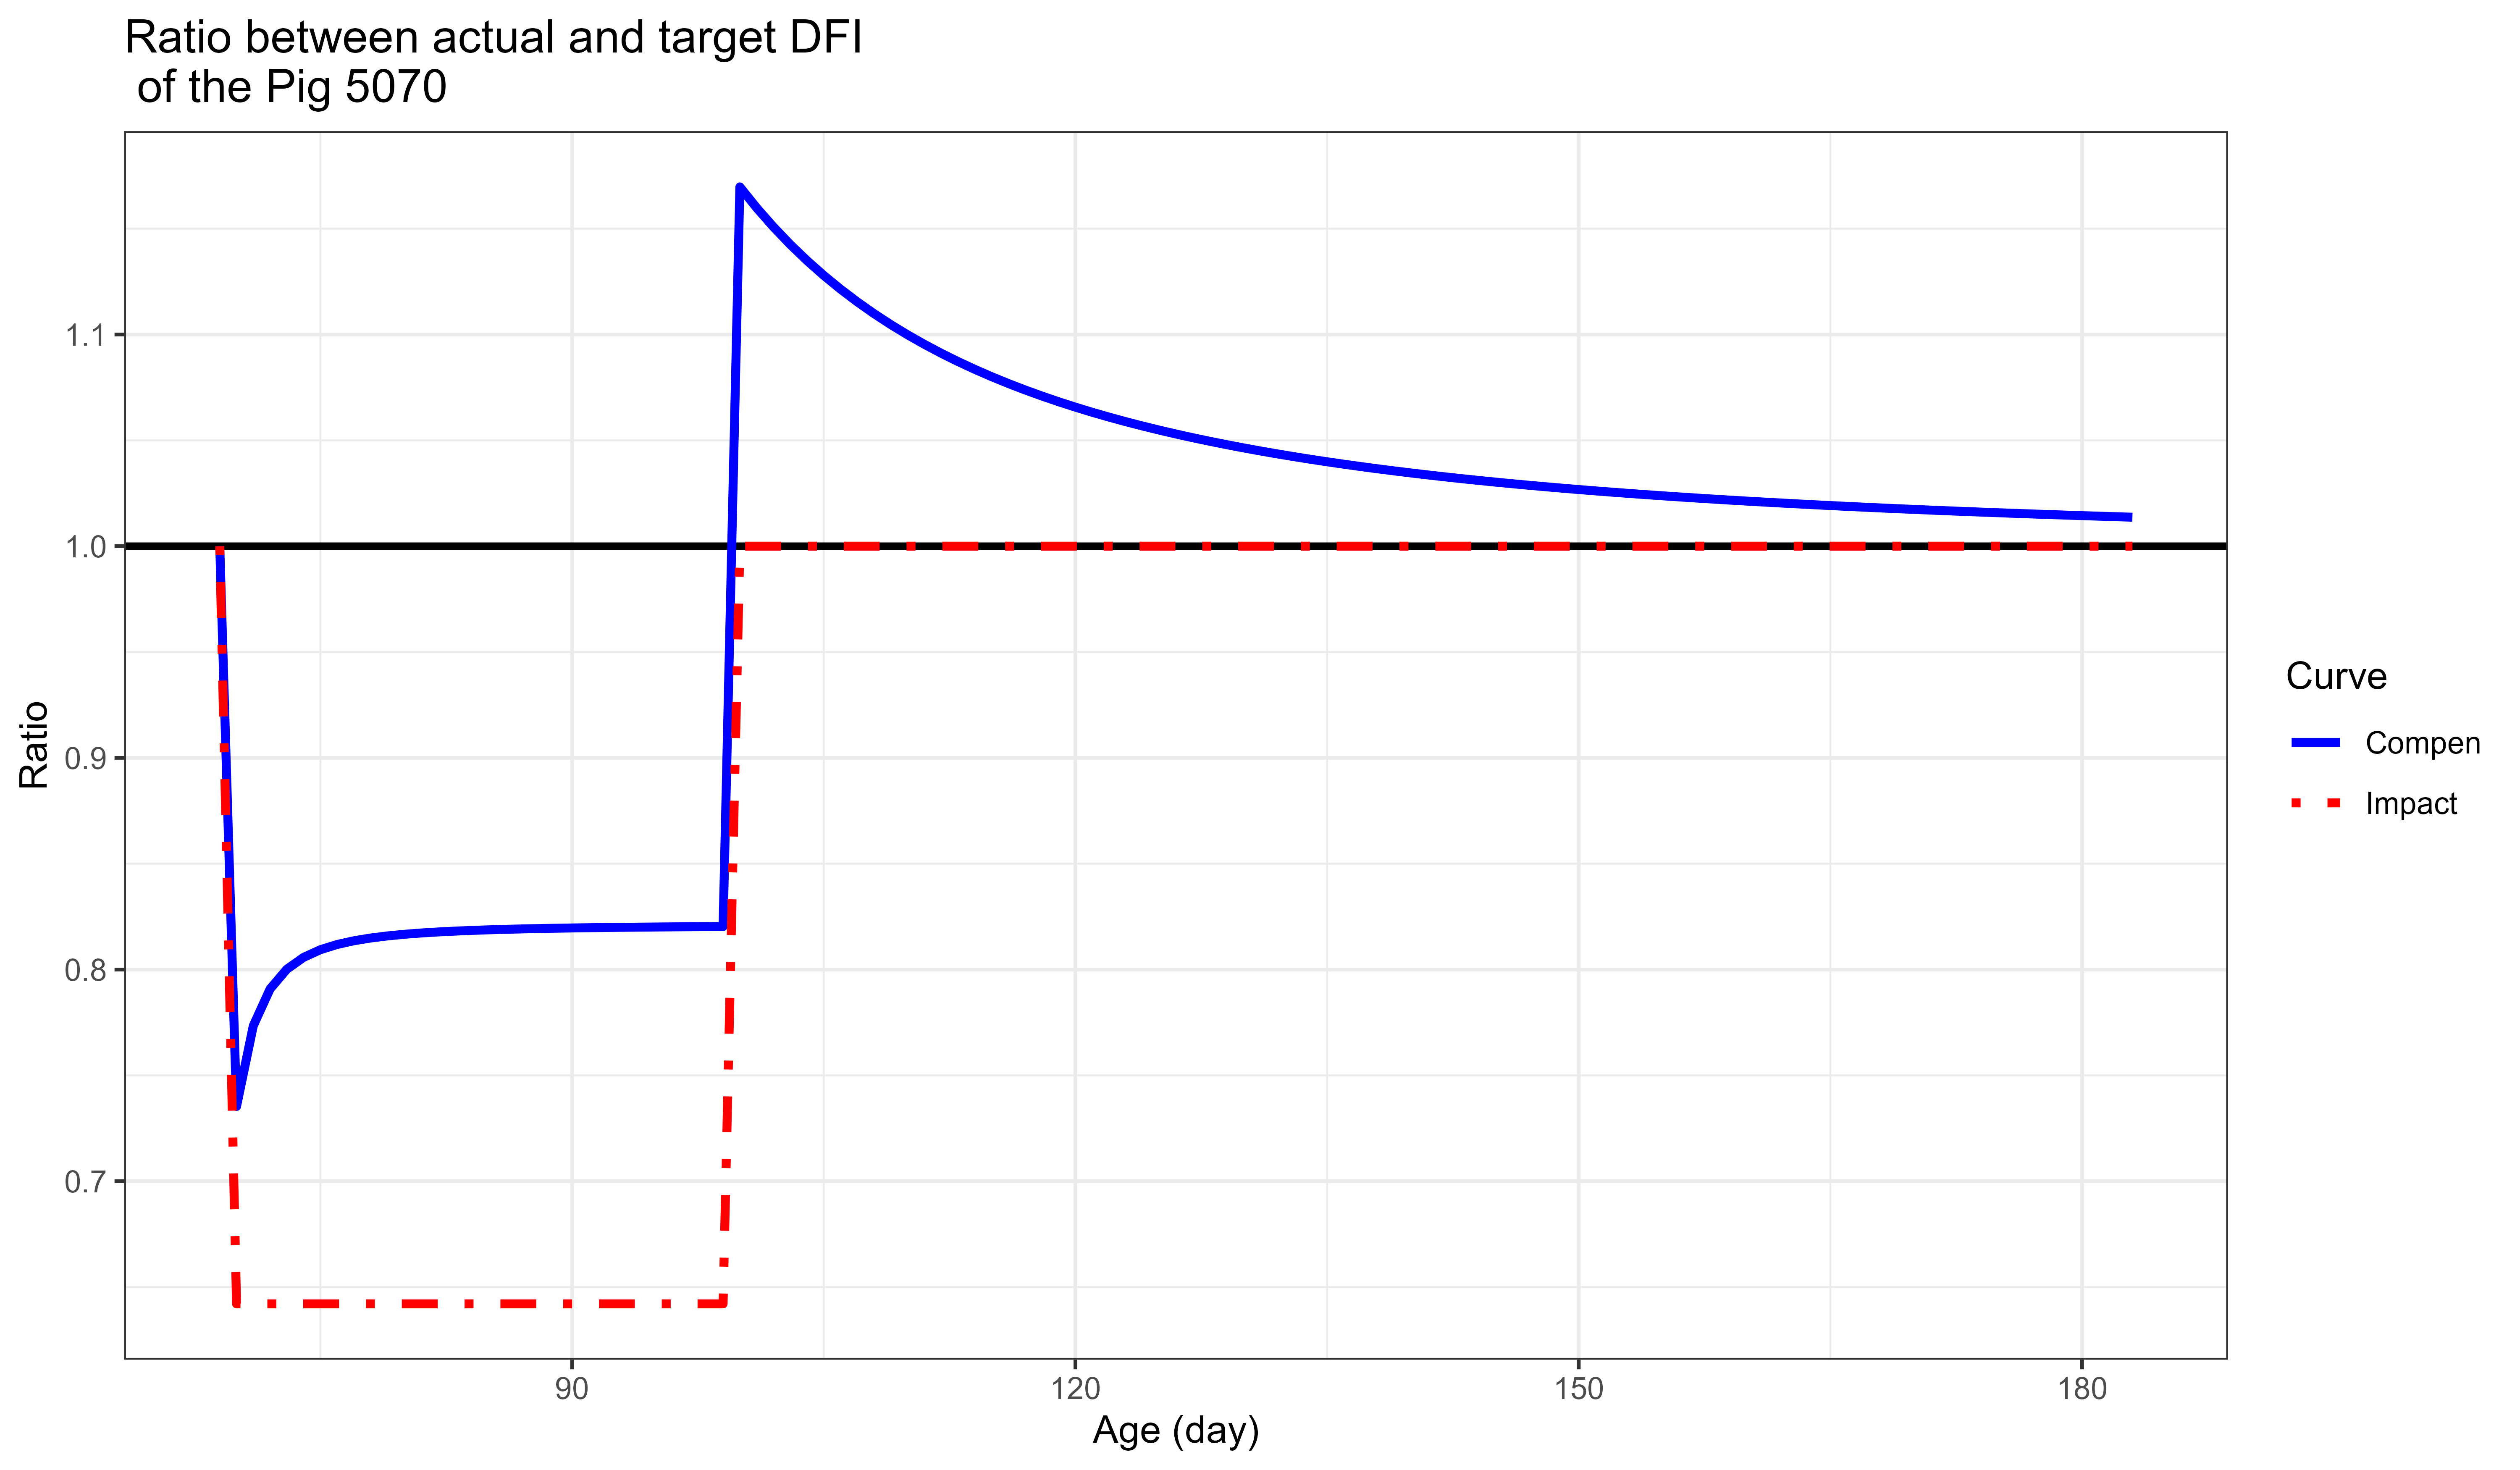 Ratio between actual and target DFI
of the Pig 5070
Ratio
1.1
1.0
0.9
0.8
0.7
90
120
150
180
Age (day)
Curve
Compen
Impact